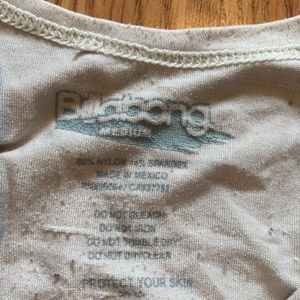 Billabong
MEDIUM
NYLON SPANDEX
MADE IN MEXICO
DO NOT BLEACH
DO NOT IRON
DO NOT TUMBLE DRY
DO NOT DRYCLEAN
PROTECT YOUR SKIN